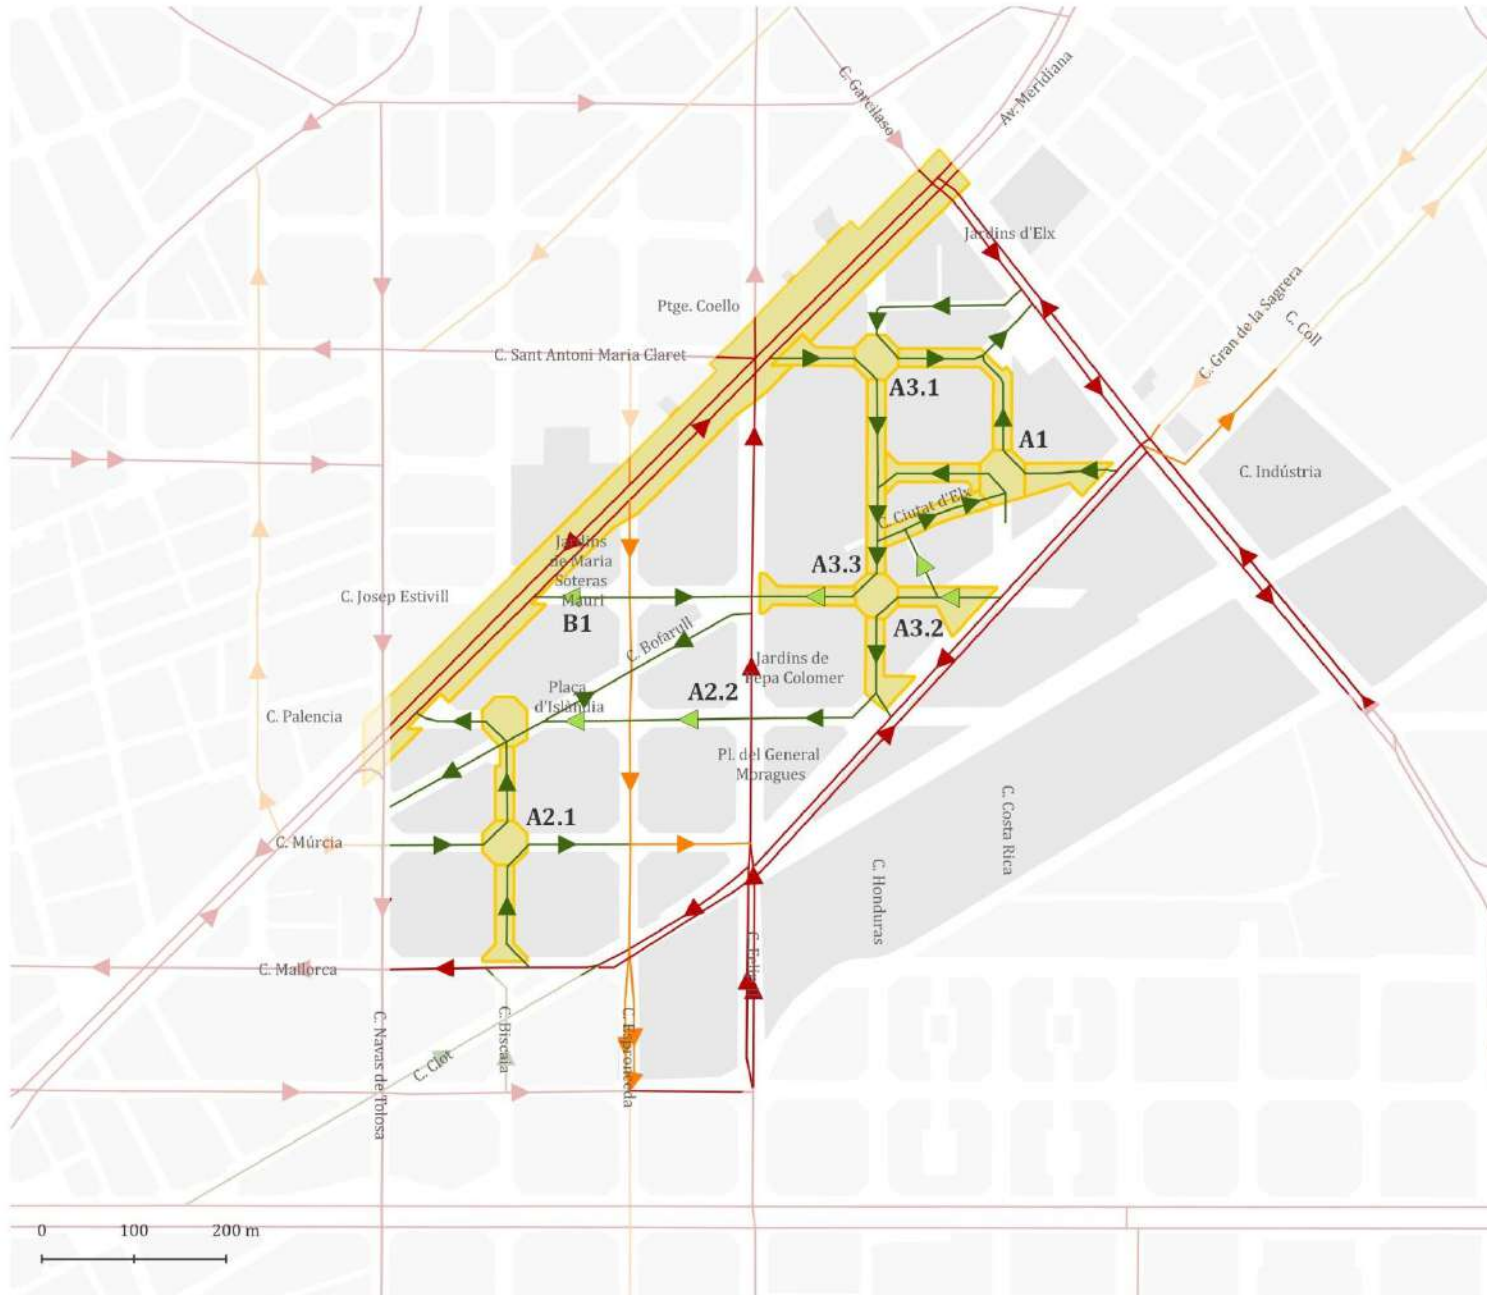 C. Garcilaso
Av. Meridiana
Jardins d'Elx
Ptge. Coello
C. Gran de la Sagrera
C. Coll
C. Sant Antoni Maria Claret
A3.1
A1
C. Indústria
C. Ciutat d'Elx
Jardins
de Maria
Soteras
Mauri
A3.3
C. Josep Estivill
B1
A3.2
C. Bofarull
Jardins de
Pepa Colomer
Plaça
d'Islàndia
A2.2
C. Palencia
Pl. del General
Moragues
A2.1
C. Costa Rica
C. Múrcia
C. Honduras
C. Mallorca
C. Navas de Tolosa
C. Clot
C. Biscaia
C. Espronceda
0 100 200 m